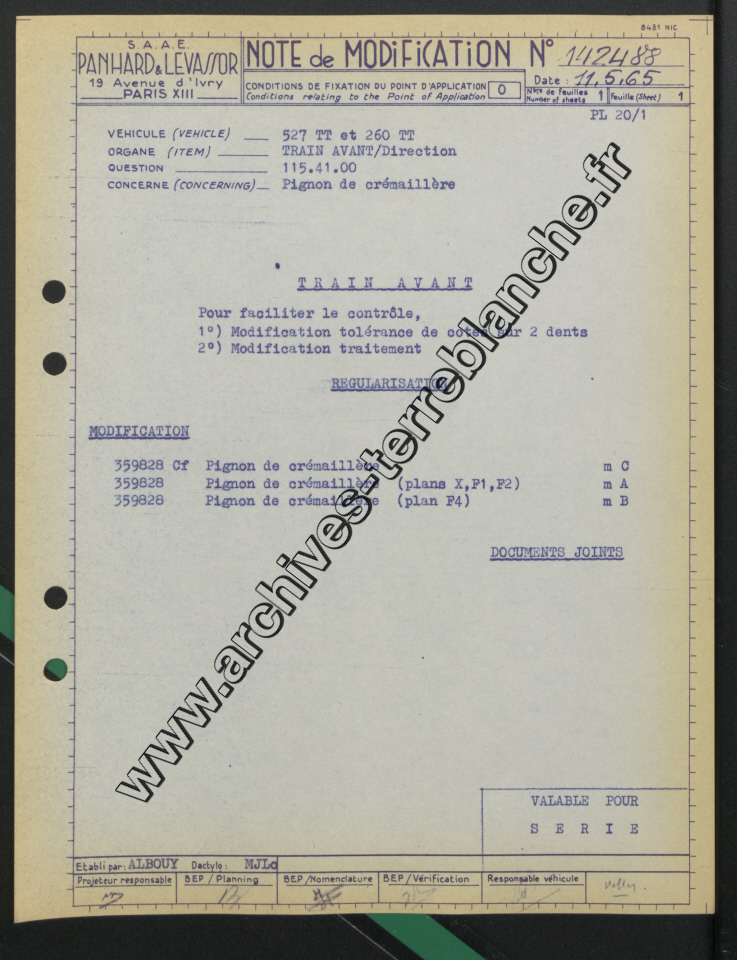 8431 NIC
S.A.A.E.
PANHARD & LEVASSOR
19 Avenue d'Ivry
PARIS XIII
NOTE de MODIFICATION N° 142488
CONDITIONS DE FIXATION DU POINT D'APPLICATION
Conditions relating to the Point of Application
0
Date : 11.5.65
Nbre de feuilles
Number of sheets 1
Feuille (Sheet) 1
PL 20/1
VEHICULE (VEHICLE) 527 TT et 260 TT
ORGANE (ITEM) TRAIN AVANT/Direction
QUESTION 115.41.00
CONCERNE (CONCERNING) Pignon de crémaillère
TRAIN AVANT
Pour faciliter le contrôle,
1°) Modification tolérance de côtes sur 2 dents
2°) Modification traitement
REGULARISATION
MODIFICATION
359828 Cf Pignon de crémaillère m C
359828 Pignon de crémaillère (plans X,F1,F2) m A
359828 Pignon de crémaillère (plan F4) m B
DOCUMENTS JOINTS
www.archives-terreblanche.fr
VALABLE POUR
SERIE
Etabli par: ALBOUY Dactylo: MJLc
Projeteur responsable
BEP / Planning
BEP / Nomenclature
BEP / Vérification
Responsable véhicule